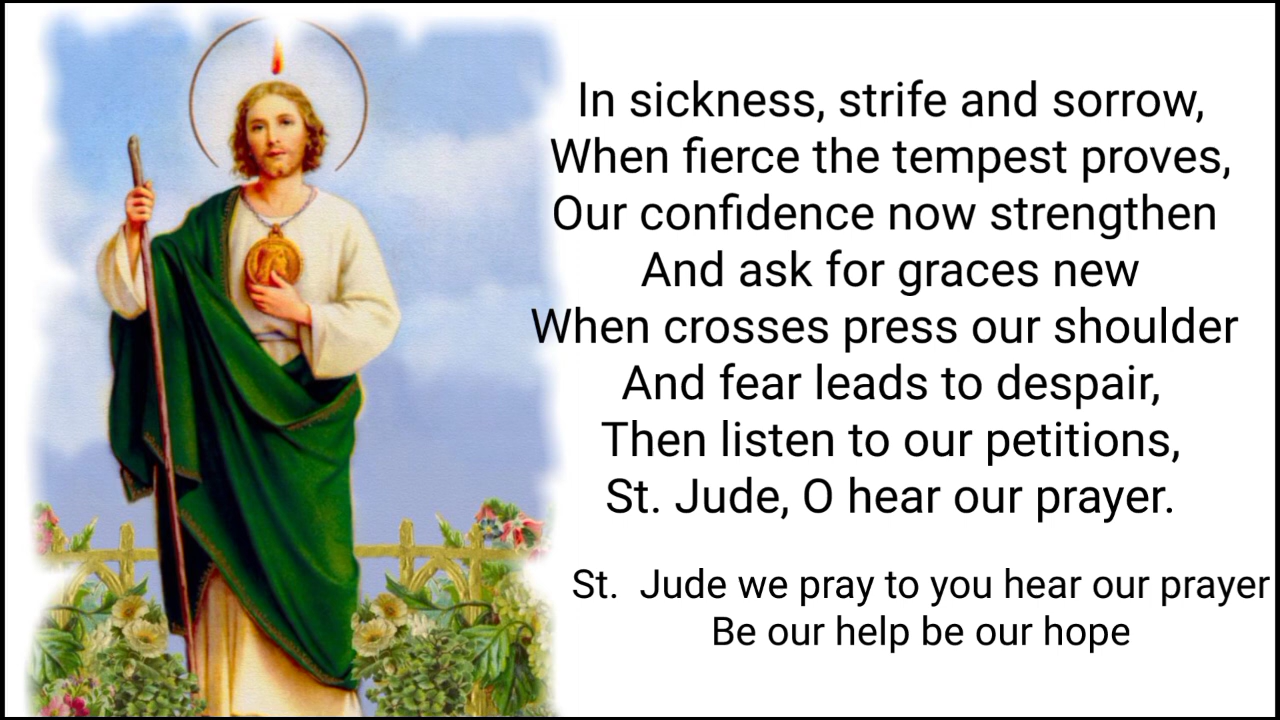 In sickness, strife and sorrow,
When fierce the tempest proves,
Our confidence now strengthen
And ask for graces new
When crosses press our shoulder
And fear leads to despair,
Then listen to our petitions,
St. Jude, O hear our prayer.
St.  Jude we pray to you hear our prayer
Be our help be our hope